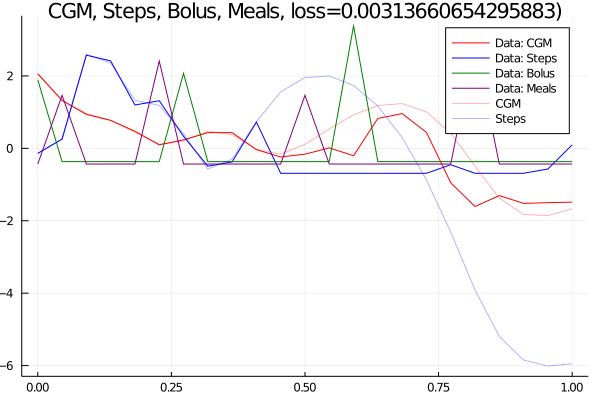 CGM, Steps, Bolus, Meals, loss=0.00313660654295883)
Data: CGM
Data: Steps
Data: Bolus
Data: Meals
CGM
Steps
2
0
−2
−4
−6
0.00 0.25 0.50 0.75 1.00